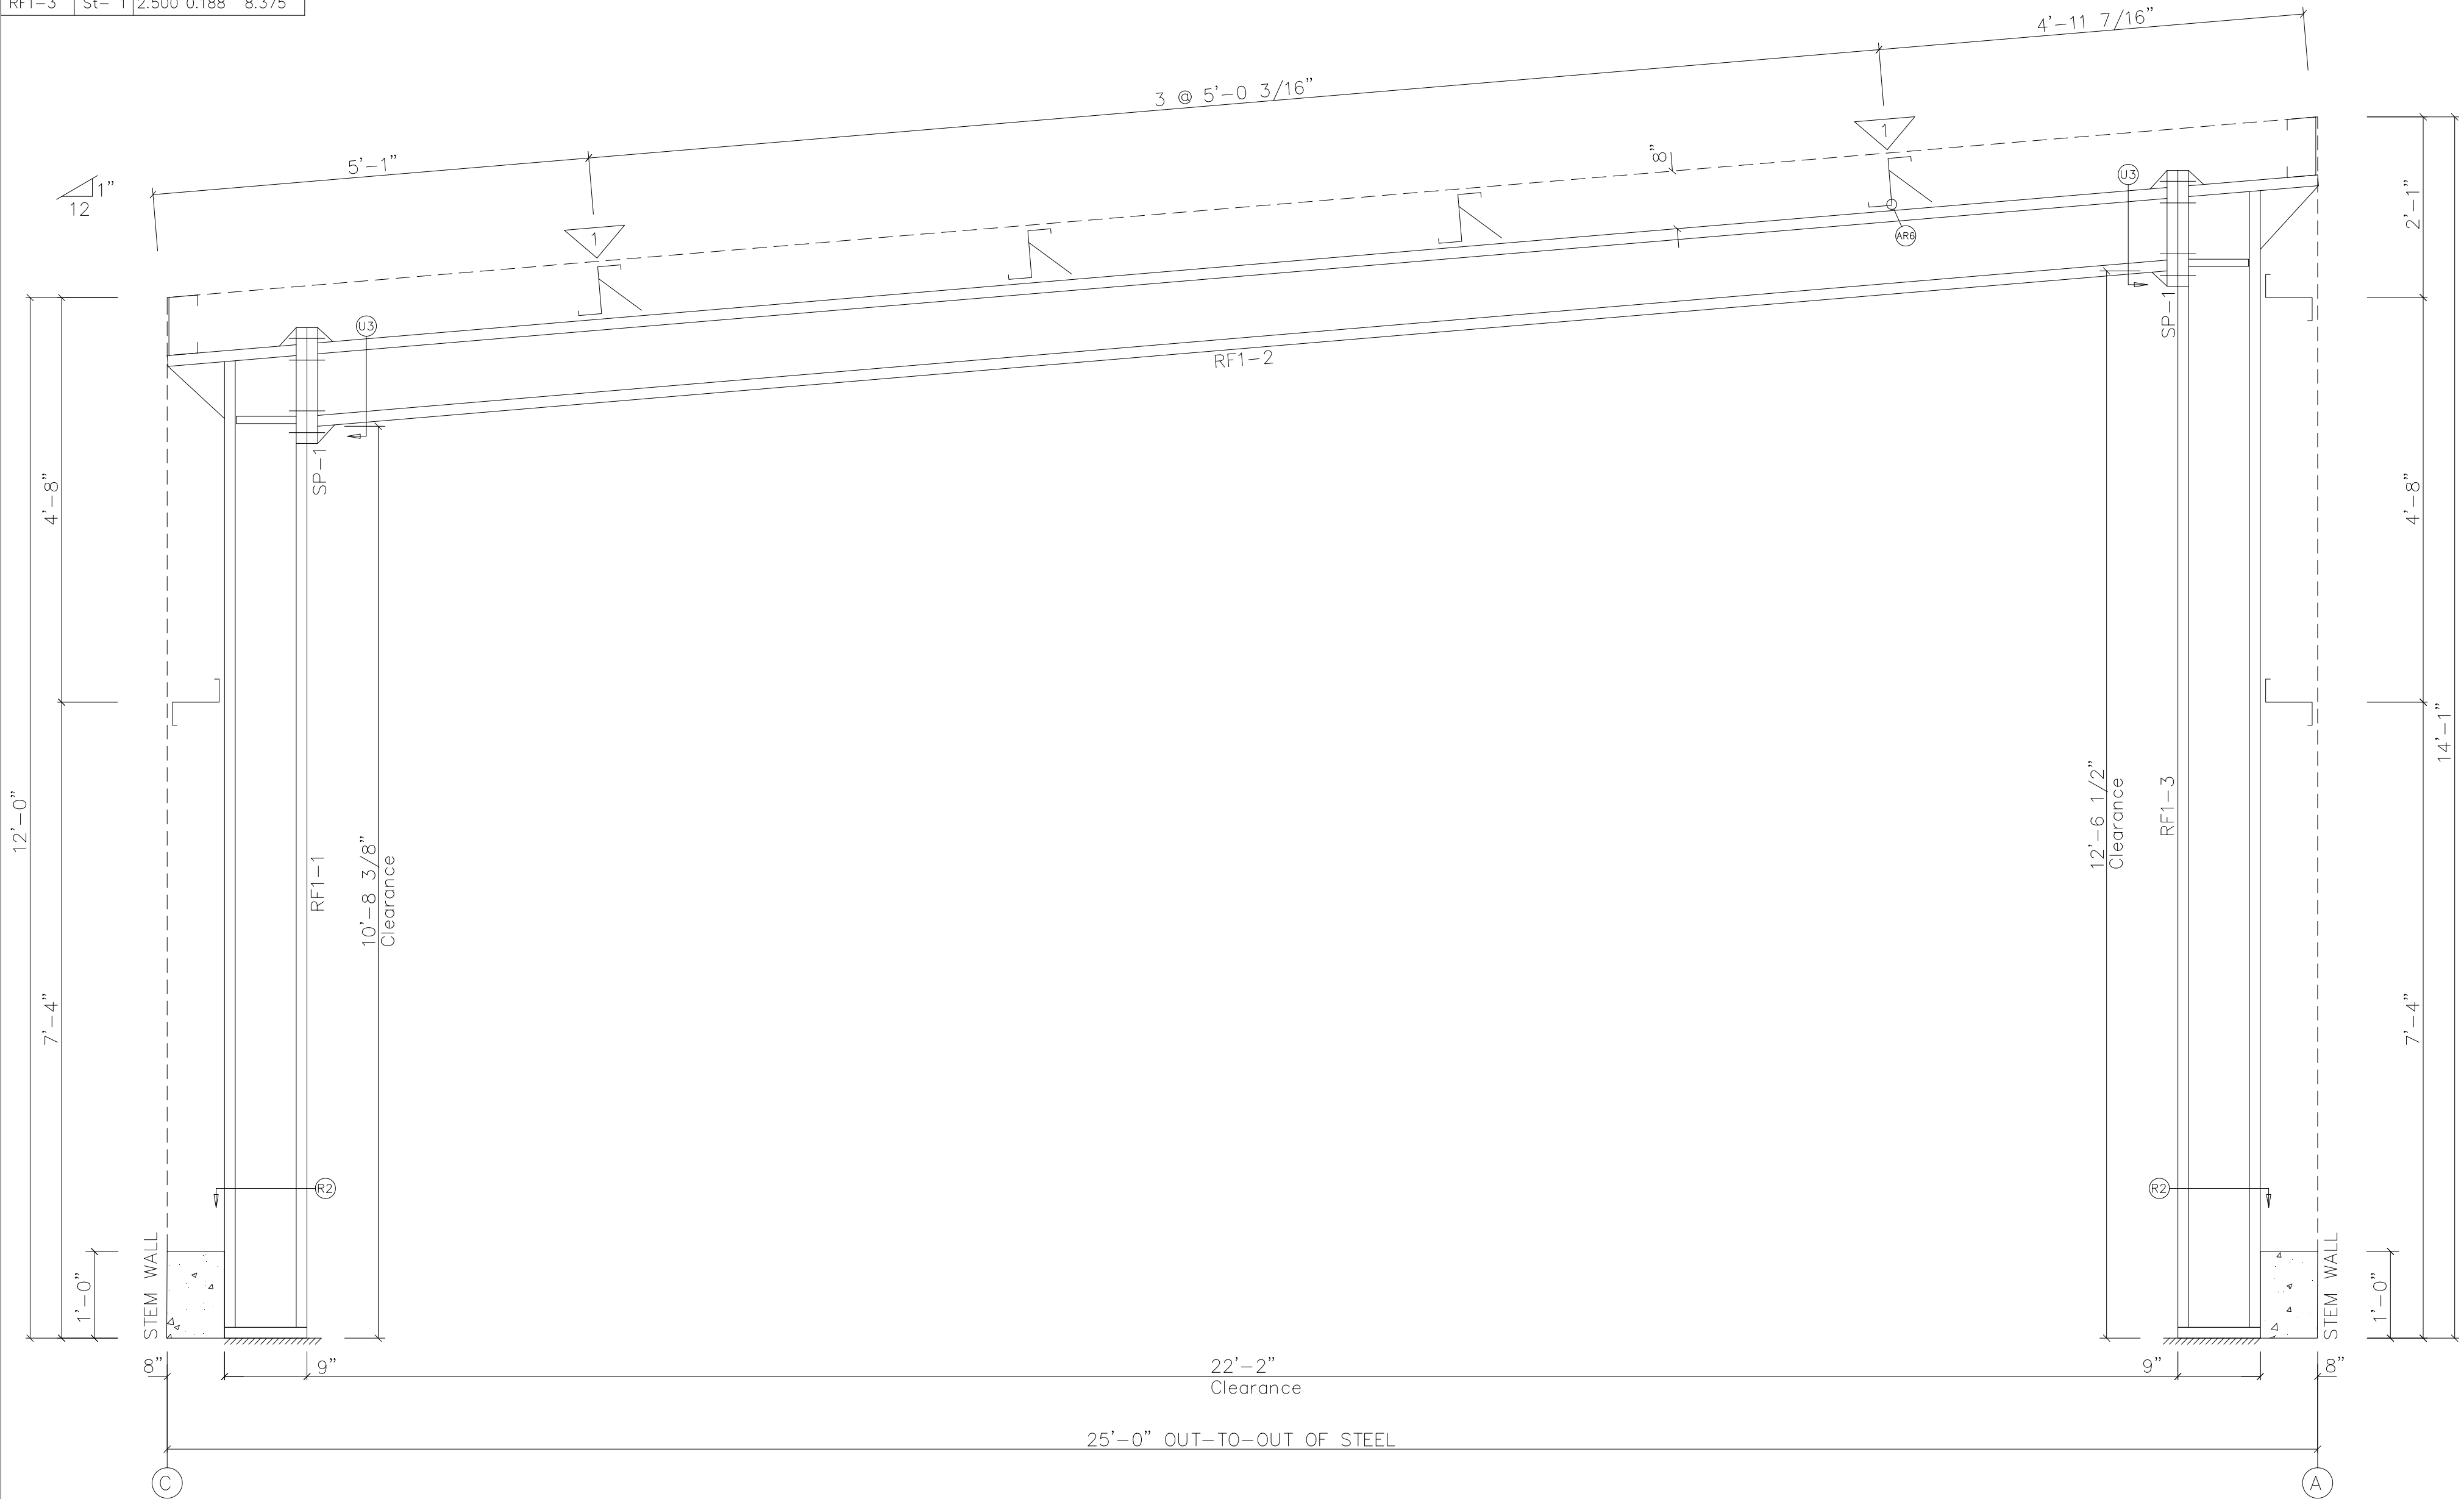 RF1-3 St- 1 2.500 0.188 8.375
4'-11 7/16"
3 @ 5'-0 3/16"
5'-1"
1"
12
1
1
8"
U3
U3
AR6
2'-1"
SP-1
SP-1
RF1-2
4'-8"
4'-8"
12'-0"
14'-1"
10'-8 3/8"
Clearance
12'-6 1/2"
Clearance
RF1-1
RF1-3
7'-4"
7'-4"
R2
R2
1'-0"
STEM WALL
STEM WALL
1'-0"
8"
9"
22'-2"
Clearance
9"
8"
25'-0" OUT-TO-OUT OF STEEL
C
A